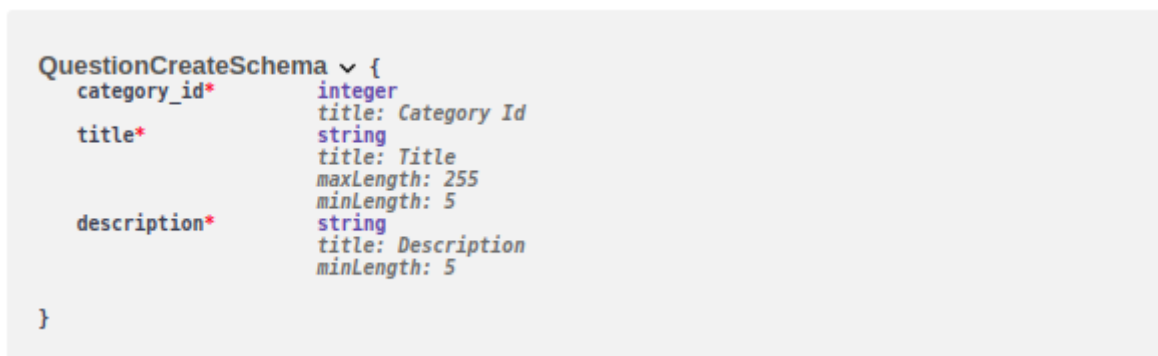 QuestionCreateSchema {
category_id* integer
title: Category Id
title* string
title: Title
maxLength: 255
minLength: 5
description* string
title: Description
minLength: 5
}